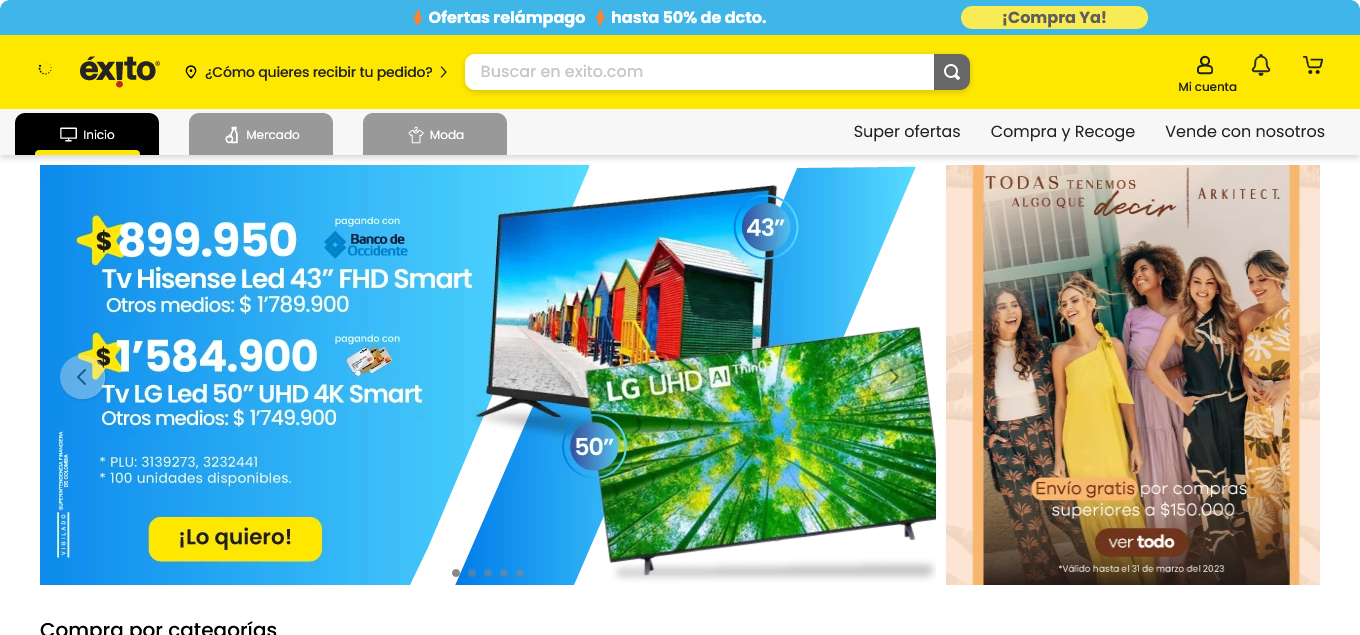 Ofertas relámpago hasta 50% de dcto.
¡Compra Ya!
éxito
¿Cómo quieres recibir tu pedido?
Buscar en exito.com
Mi cuenta
Inicio
Mercado
Moda
Super ofertas
Compra y Recoge
Vende con nosotros
$899.950
pagando con
Banco de
Occidente
Tv Hisense Led 43” FHD Smart
Otros medios: $ 1’789.900
$1’584.900
pagando con
Tv LG Led 50” UHD 4K Smart
Otros medios: $ 1’749.900
* PLU: 3139273, 3232441
* 100 unidades disponibles.
¡Lo quiero!
VIGILADO
SUPERINTENDENCIA FINANCIERA
DE COLOMBIA
43”
LG UHD AI ThinQ
50”
TODAS TENEMOS
ALGO QUE decir
ARKITECT.
Envío gratis por compras
superiores a $150.000
ver todo
*Válido hasta el 31 de marzo del 2023
Compra por categorías